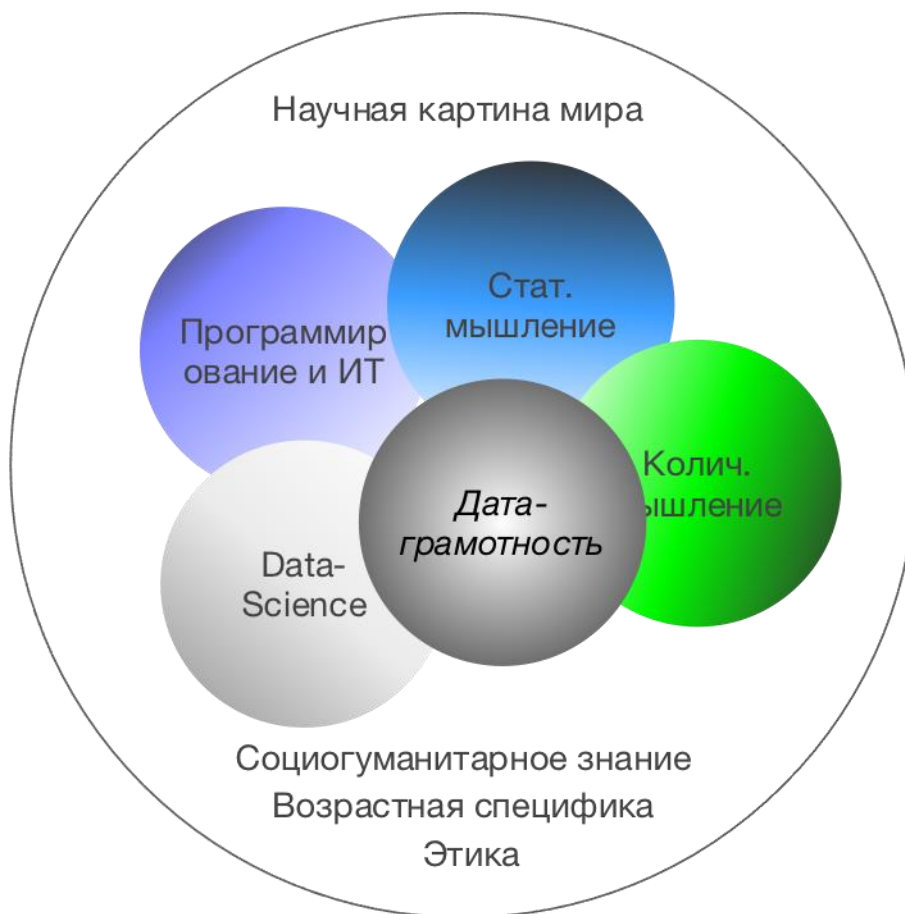 Научная картина мира
Стат.
мышление
Программир
ование и ИТ
Колич.
ышление
Дата-
грамотность
Data-
Science
Социогуманитарное знание
Возрастная специфика
Этика